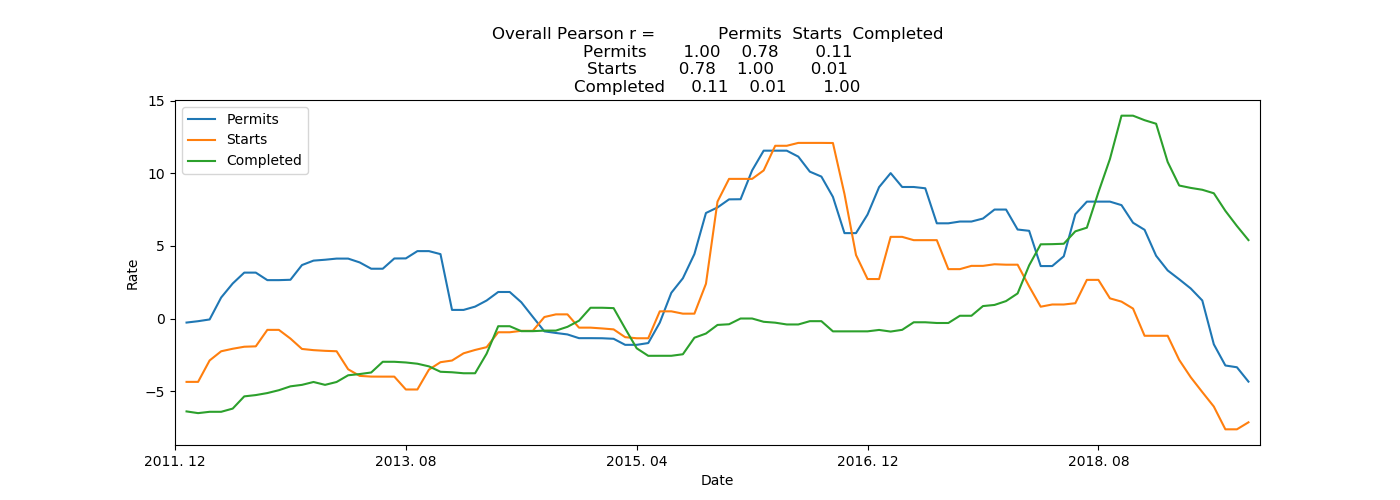 Overall Pearson r = Permits Starts Completed
Permits 1.00 0.78 0.11
Starts 0.78 1.00 0.01
Completed 0.11 0.01 1.00
Permits
Starts
Completed
15
10
5
0
−5
Rate
2011. 12 2013. 08 2015. 04 2016. 12 2018. 08
Date